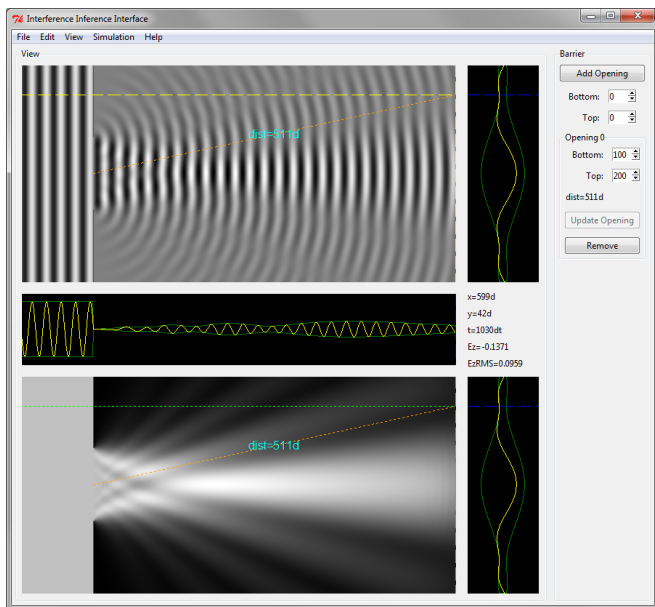 Interference Inference Interface
File Edit View Simulation Help
View
Barrier
Add Opening
Bottom: 0
Top: 0
Opening 0
Bottom: 100
Top: 200
dist=511d
Update Opening
Remove
dist=511d
x=599d
y=42d
t=1030dt
Ez=-0.1371
EzRMS=0.0959
dist=511d